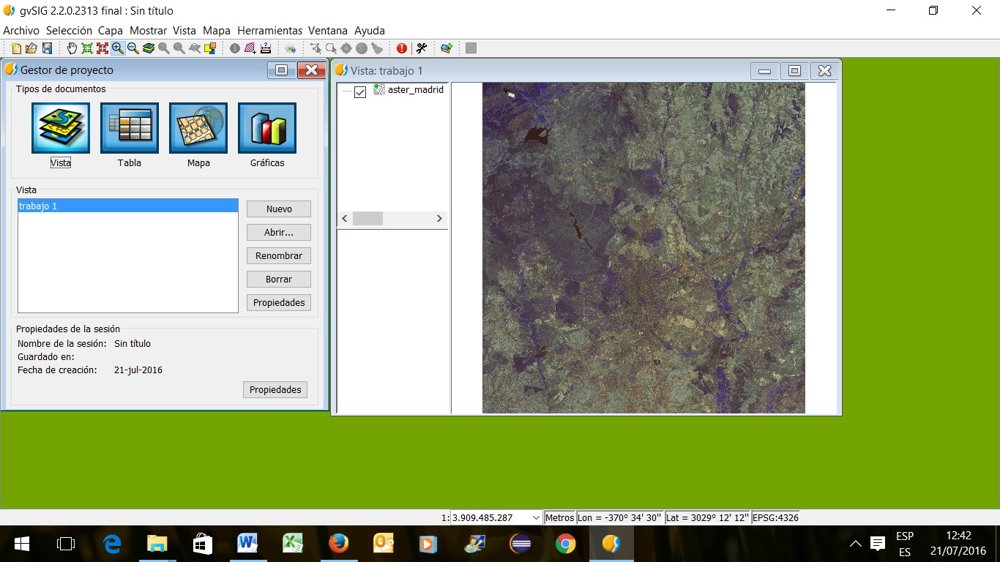 gvSIG 2.2.0.2313 final : Sin título
Archivo Selección Capa Mostrar Vista Mapa Herramientas Ventana Ayuda
Gestor de proyecto
Tipos de documentos
Vista Tabla Mapa Gráficas
Vista
trabajo 1
Nuevo
Abrir...
Renombrar
Borrar
Propiedades
Propiedades de la sesión
Nombre de la sesión: Sin título
Guardado en:
Fecha de creación: 21-jul-2016
Propiedades
Vista: trabajo 1
aster_madrid
1: 3.909.485.287 Metros Lon = -370° 34' 30" Lat = 3029° 12' 12" EPSG:4326
ESP
ES
12:42
21/07/2016